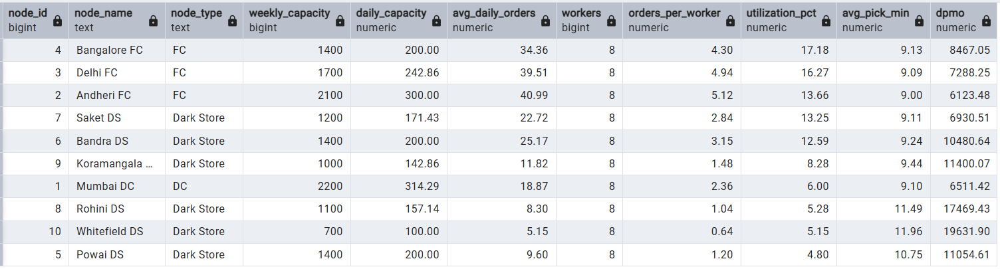 node_id node_name node_type weekly_capacity daily_capacity avg_daily_orders workers orders_per_worker utilization_pct avg_pick_min dpmo
bigint text text bigint numeric numeric bigint numeric numeric numeric numeric
4 Bangalore FC FC 1400 200.00 34.36 8 4.30 17.18 9.13 8467.05
3 Delhi FC FC 1700 242.86 39.51 8 4.94 16.27 9.09 7288.25
2 Andheri FC FC 2100 300.00 40.99 8 5.12 13.66 9.00 6123.48
7 Saket DS Dark Store 1200 171.43 22.72 8 2.84 13.25 9.11 6930.51
6 Bandra DS Dark Store 1400 200.00 25.17 8 3.15 12.59 9.24 10480.64
9 Koramangala ... Dark Store 1000 142.86 11.82 8 1.48 8.28 9.44 11400.07
1 Mumbai DC DC 2200 314.29 18.87 8 2.36 6.00 9.10 6511.42
8 Rohini DS Dark Store 1100 157.14 8.30 8 1.04 5.28 11.49 17469.43
10 Whitefield DS Dark Store 700 100.00 5.15 8 0.64 5.15 11.96 19631.90
5 Powai DS Dark Store 1400 200.00 9.60 8 1.20 4.80 10.75 11054.61